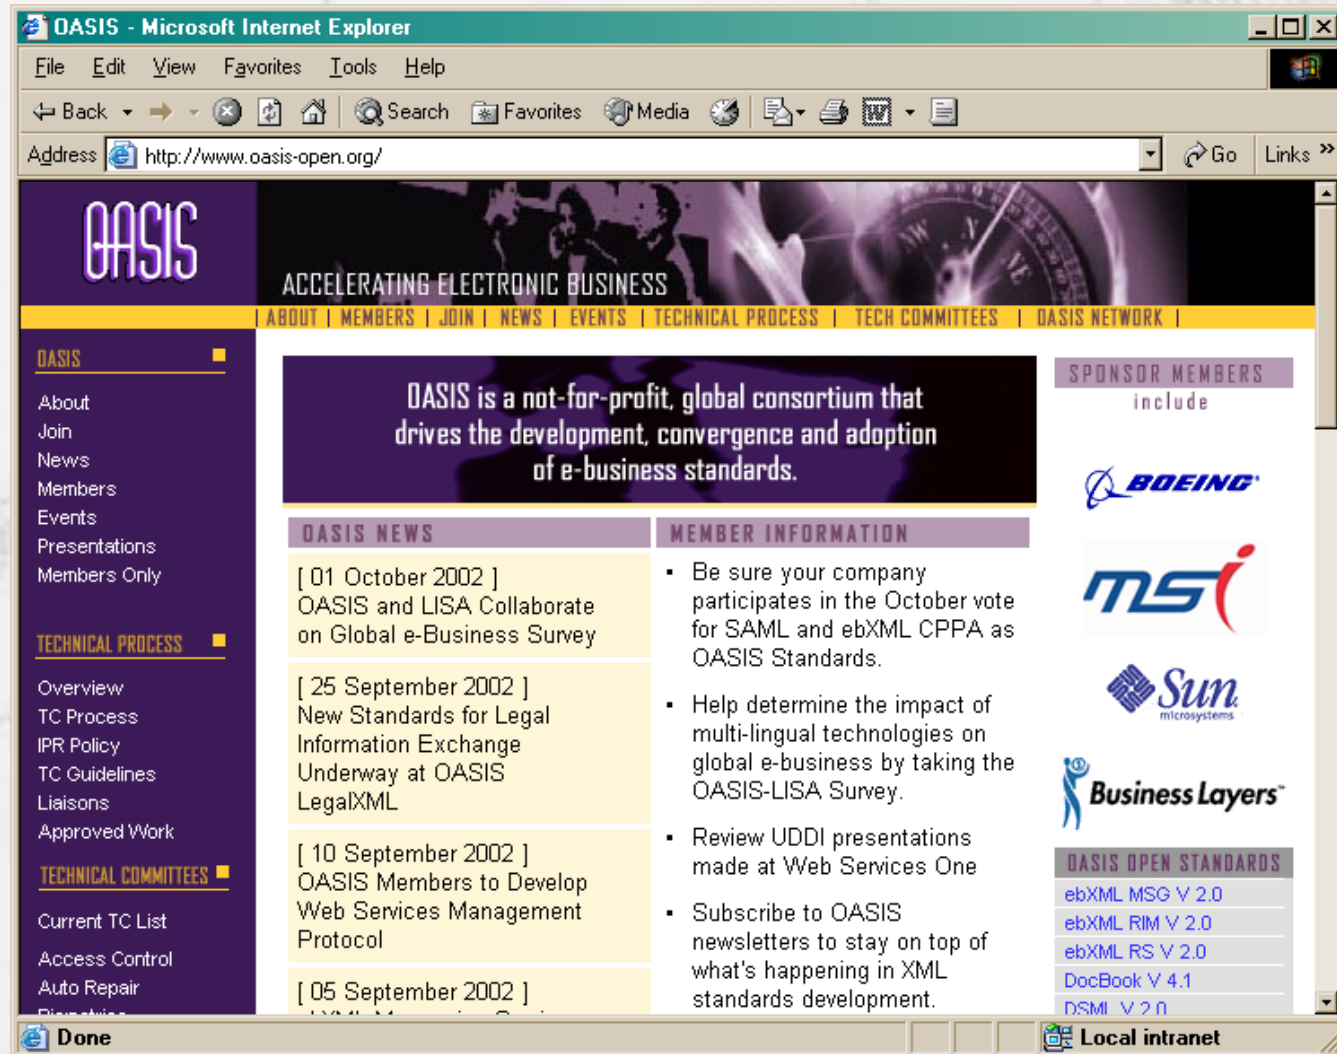 OASIS - Microsoft Internet Explorer
File Edit View Favorites Tools Help
Back Search Favorites Media
Address http://www.oasis-open.org/ Go Links »
OASIS
ACCELERATING ELECTRONIC BUSINESS
| ABOUT | MEMBERS | JOIN | NEWS | EVENTS | TECHNICAL PROCESS | TECH COMMITTEES | OASIS NETWORK |
OASIS
About
Join
News
Members
Events
Presentations
Members Only
TECHNICAL PROCESS
Overview
TC Process
IPR Policy
TC Guidelines
Liaisons
Approved Work
TECHNICAL COMMITTEES
Current TC List
Access Control
Auto Repair
OASIS is a not-for-profit, global consortium that
drives the development, convergence and adoption
of e-business standards.
OASIS NEWS
[ 01 October 2002 ]
OASIS and LISA Collaborate
on Global e-Business Survey
[ 25 September 2002 ]
New Standards for Legal
Information Exchange
Underway at OASIS
LegalXML
[ 10 September 2002 ]
OASIS Members to Develop
Web Services Management
Protocol
[ 05 September 2002 ]
MEMBER INFORMATION
▪ Be sure your company
participates in the October vote
for SAML and ebXML CPPA as
OASIS Standards.
▪ Help determine the impact of
multi-lingual technologies on
global e-business by taking the
OASIS-LISA Survey.
▪ Review UDDI presentations
made at Web Services One
▪ Subscribe to OASIS
newsletters to stay on top of
what's happening in XML
standards development.
SPONSOR MEMBERS
include
BOEING
msi
Sun
microsystems
Business Layers™
OASIS OPEN STANDARDS
ebXML MSG V 2.0
ebXML RIM V 2.0
ebXML RS V 2.0
DocBook V 4.1
DSML V 2.0
Done
Local intranet